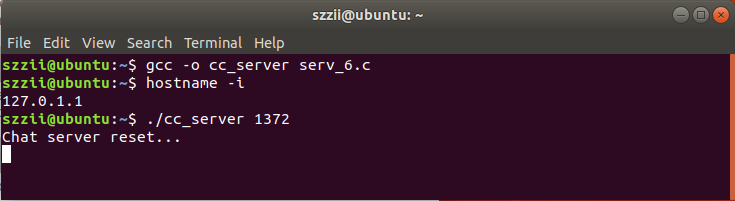 szzii@ubuntu: ~
File Edit View Search Terminal Help
szzii@ubuntu:~$ gcc -o cc_server serv_6.c
szzii@ubuntu:~$ hostname -i
127.0.1.1
szzii@ubuntu:~$ ./cc_server 1372
Chat server reset...